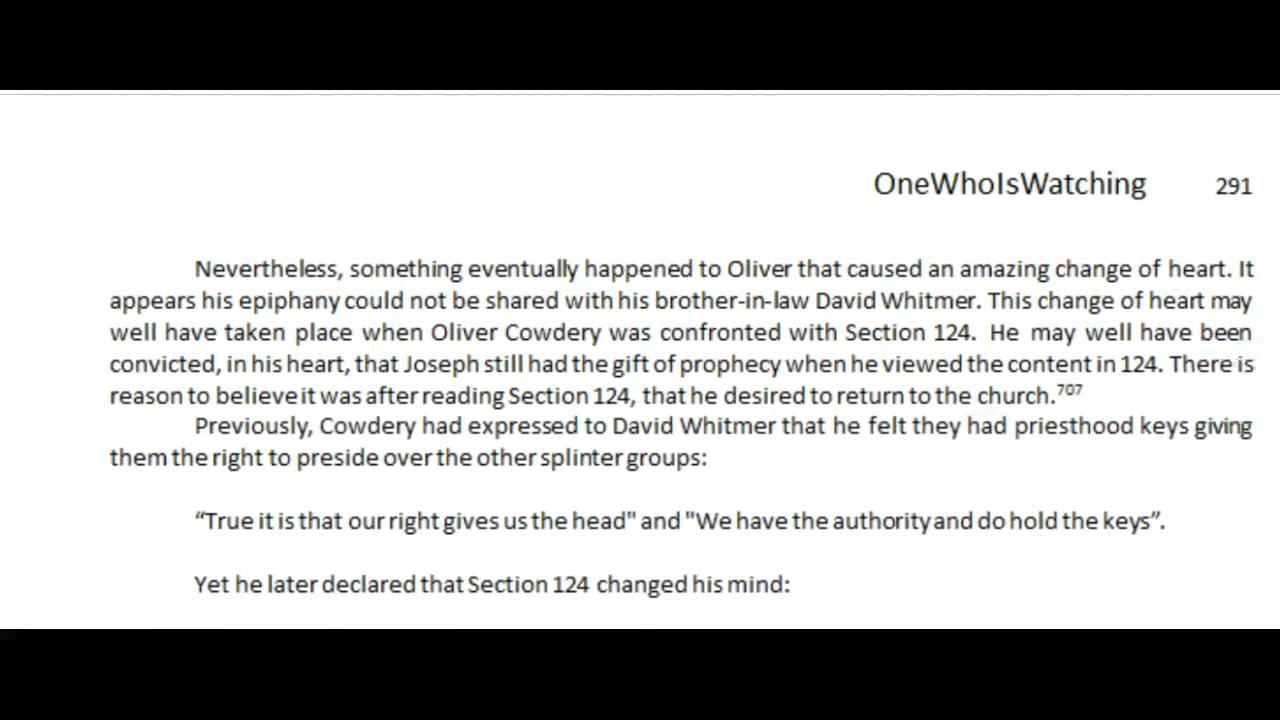 OneWhoIsWatching 291
Nevertheless, something eventually happened to Oliver that caused an amazing change of heart. It
appears his epiphany could not be shared with his brother-in-law David Whitmer. This change of heart may
well have taken place when Oliver Cowdery was confronted with Section 124. He may well have been
convicted, in his heart, that Joseph still had the gift of prophecy when he viewed the content in 124. There is
reason to believe it was after reading Section 124, that he desired to return to the church.707
Previously, Cowdery had expressed to David Whitmer that he felt they had priesthood keys giving
them the right to preside over the other splinter groups:
“True it is that our right gives us the head" and "We have the authority and do hold the keys”.
Yet he later declared that Section 124 changed his mind: